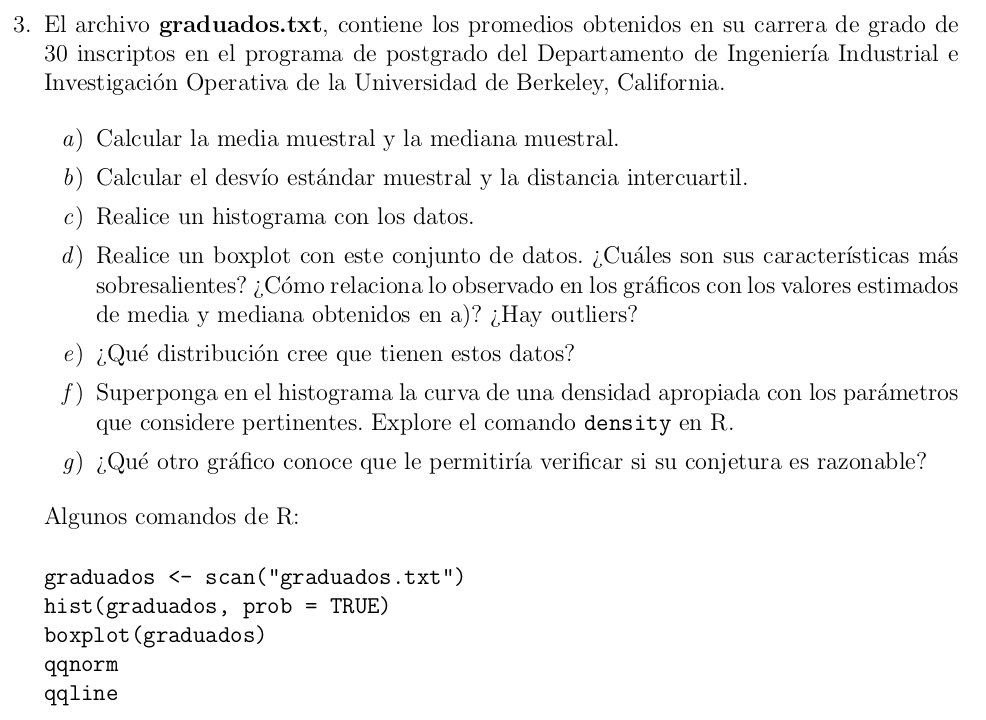 3. El archivo graduados.txt, contiene los promedios obtenidos en su carrera de grado de
30 inscriptos en el programa de postgrado del Departamento de Ingeniería Industrial e
Investigación Operativa de la Universidad de Berkeley, California.
a) Calcular la media muestral y la mediana muestral.
b) Calcular el desvío estándar muestral y la distancia intercuartil.
c) Realice un histograma con los datos.
d) Realice un boxplot con este conjunto de datos. ¿Cuáles son sus características más
sobresalientes? ¿Cómo relaciona lo observado en los gráficos con los valores estimados
de media y mediana obtenidos en a)? ¿Hay outliers?
e) ¿Qué distribución cree que tienen estos datos?
f) Superponga en el histograma la curva de una densidad apropiada con los parámetros
que considere pertinentes. Explore el comando density en R.
g) ¿Qué otro gráfico conoce que le permitiría verificar si su conjetura es razonable?
Algunos comandos de R:
graduados <- scan("graduados.txt")
hist(graduados, prob = TRUE)
boxplot(graduados)
qqnorm
qqline